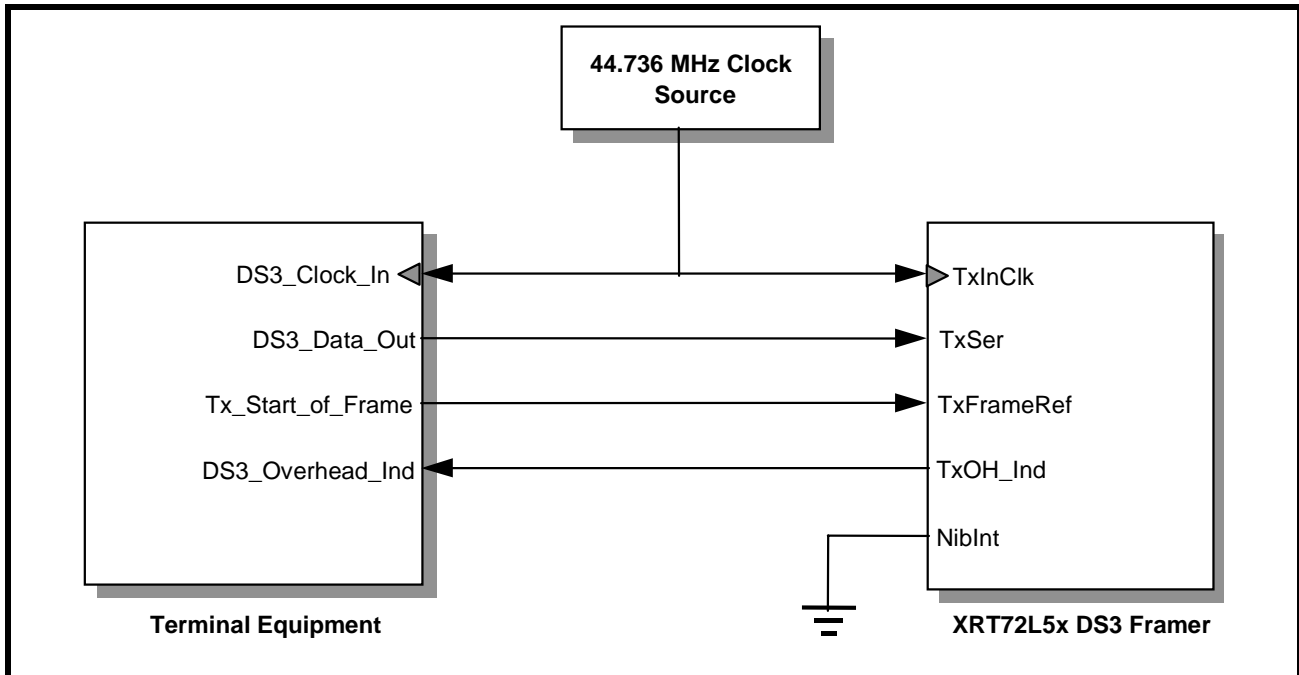 44.736 MHz Clock
Source
DS3_Clock_In
TxInClk
DS3_Data_Out
TxSer
Tx_Start_of_Frame
TxFrameRef
DS3_Overhead_Ind
TxOH_Ind
NibInt
Terminal Equipment
XRT72L5x DS3 Framer